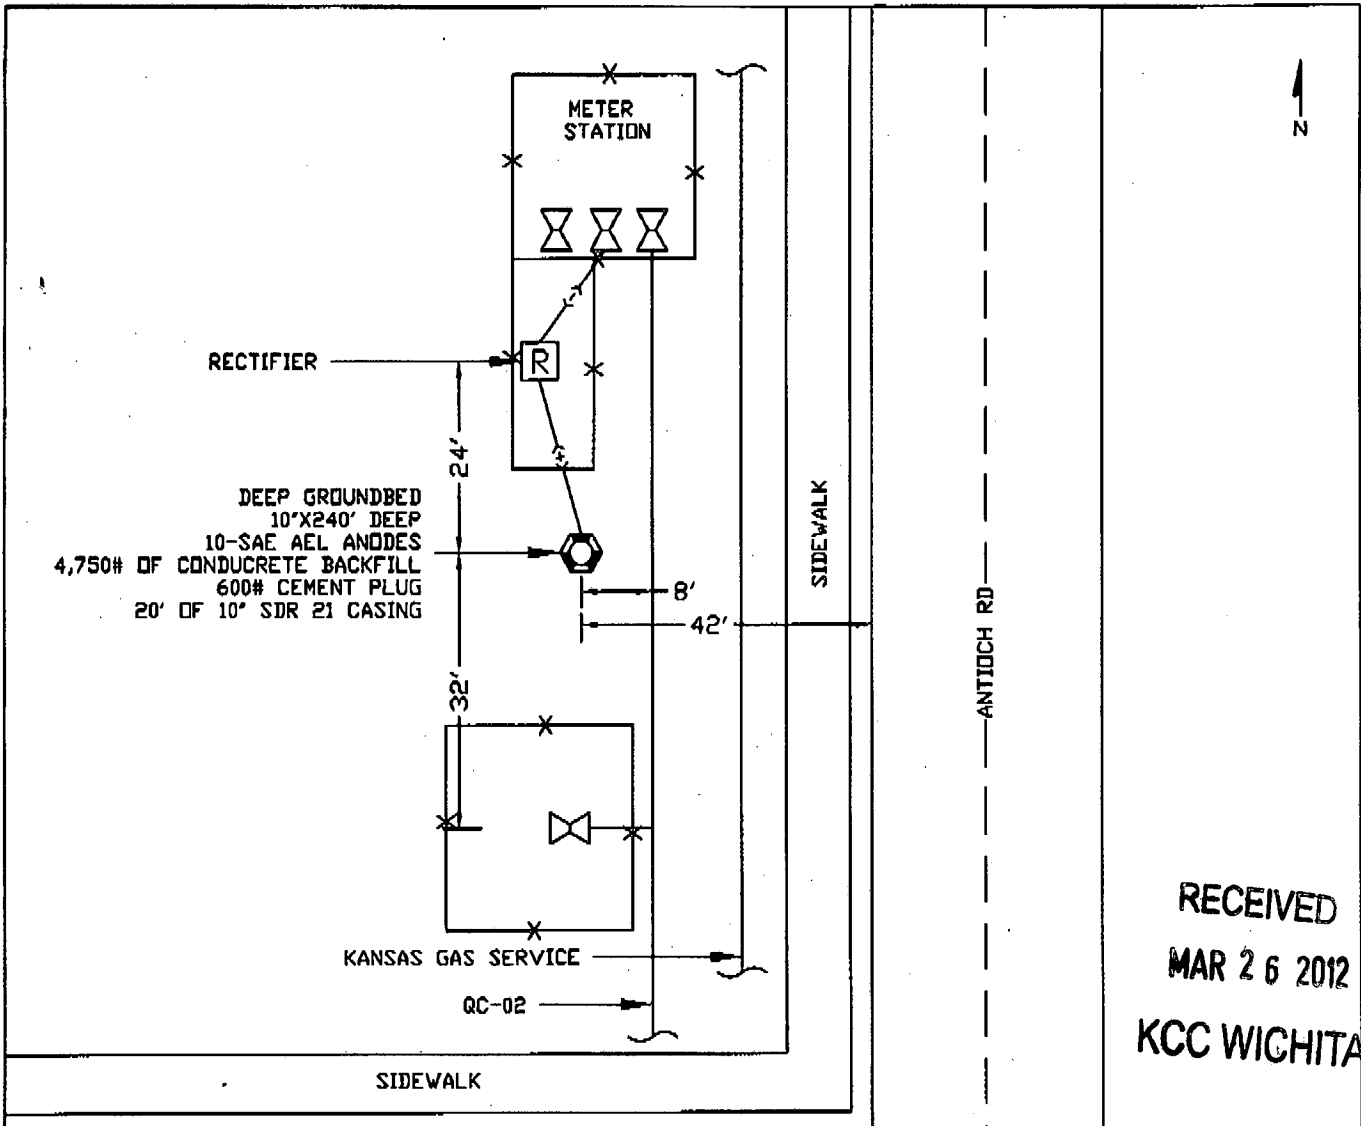 METER
STATION
N
RECTIFIER
R
(-)
24'
(+)
DEEP GROUNDBED
10"X240' DEEP
10-SAE AEL ANODES
4,750# OF CONDUCRETE BACKFILL
600# CEMENT PLUG
20' OF 10" SDR 21 CASING
8'
42'
SIDEWALK
ANTIOCH RD
32'
KANSAS GAS SERVICE
QC-02
SIDEWALK
RECEIVED
MAR 26 2012
KCC WICHITA